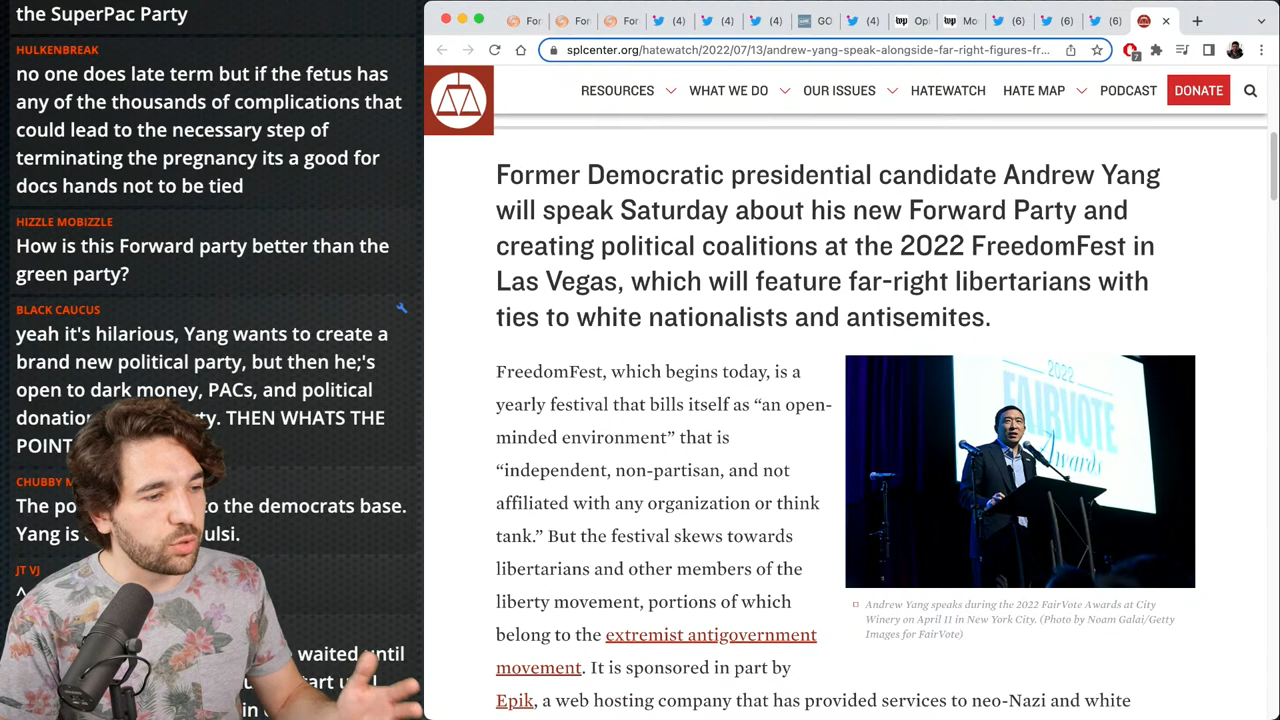 the SuperPac Party
HULKENBREAK
no one does late term but if the fetus has
any of the thousands of complications that
could lead to the necessary step of
terminating the pregnancy its a good for
docs hands not to be tied
HIZZLE MOBIZZLE
How is this Forward party better than the
green party?
BLACK CAUCUS
yeah it's hilarious, Yang wants to create a
brand new political party, but then he;'s
open to dark money, PACs, and political
THEN WHATS THE
POINT
CHUBBY
The to the democrats base.
Yang is
JT VJ
^
waited until
in
For For For (4) (4) (4) GO (4) Op Mo (6) (6) (6)
splcenter.org/hatewatch/2022/07/13/andrew-yang-speak-alongside-far-right-figures-fr...
7
RESOURCES WHAT WE DO OUR ISSUES HATEWATCH HATE MAP PODCAST DONATE
Former Democratic presidential candidate Andrew Yang
will speak Saturday about his new Forward Party and
creating political coalitions at the 2022 FreedomFest in
Las Vegas, which will feature far-right libertarians with
ties to white nationalists and antisemites.
FreedomFest, which begins today, is a
yearly festival that bills itself as “an open-
minded environment” that is
“independent, non-partisan, and not
affiliated with any organization or think
tank.” But the festival skews towards
libertarians and other members of the
liberty movement, portions of which
belong to the extremist antigovernment
movement. It is sponsored in part by
Epik, a web hosting company that has provided services to neo-Nazi and white
2022
FAIRVOTE
Awards
Andrew Yang speaks during the 2022 FairVote Awards at City
Winery on April 11 in New York City. (Photo by Noam Galai/Getty
Images for FairVote)